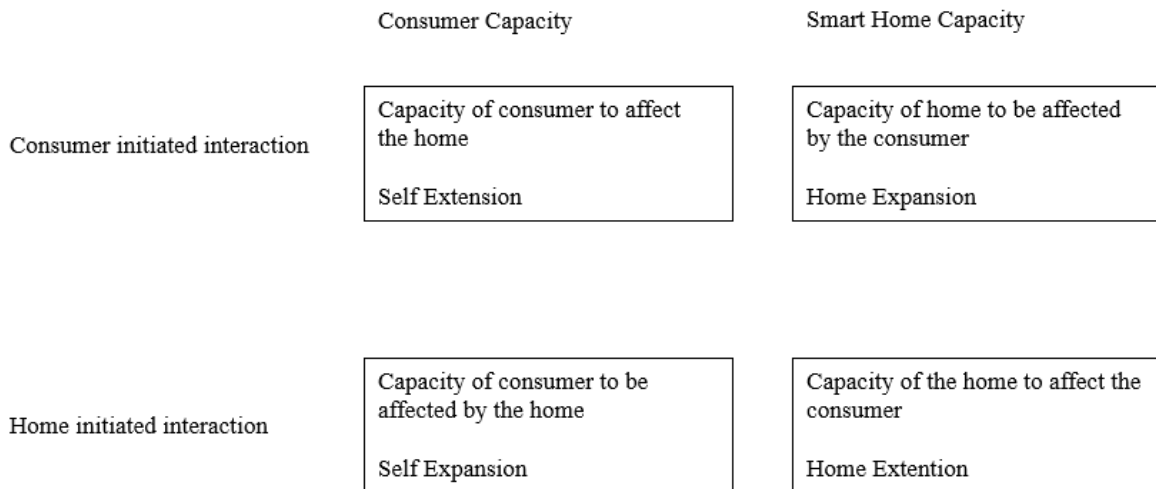 Consumer Capacity
Smart Home Capacity
Consumer initiated interaction
Capacity of consumer to affect
the home
Self Extension
Capacity of home to be affected
by the consumer
Home Expansion
Home initiated interaction
Capacity of consumer to be
affected by the home
Self Expansion
Capacity of the home to affect the
consumer
Home Extention